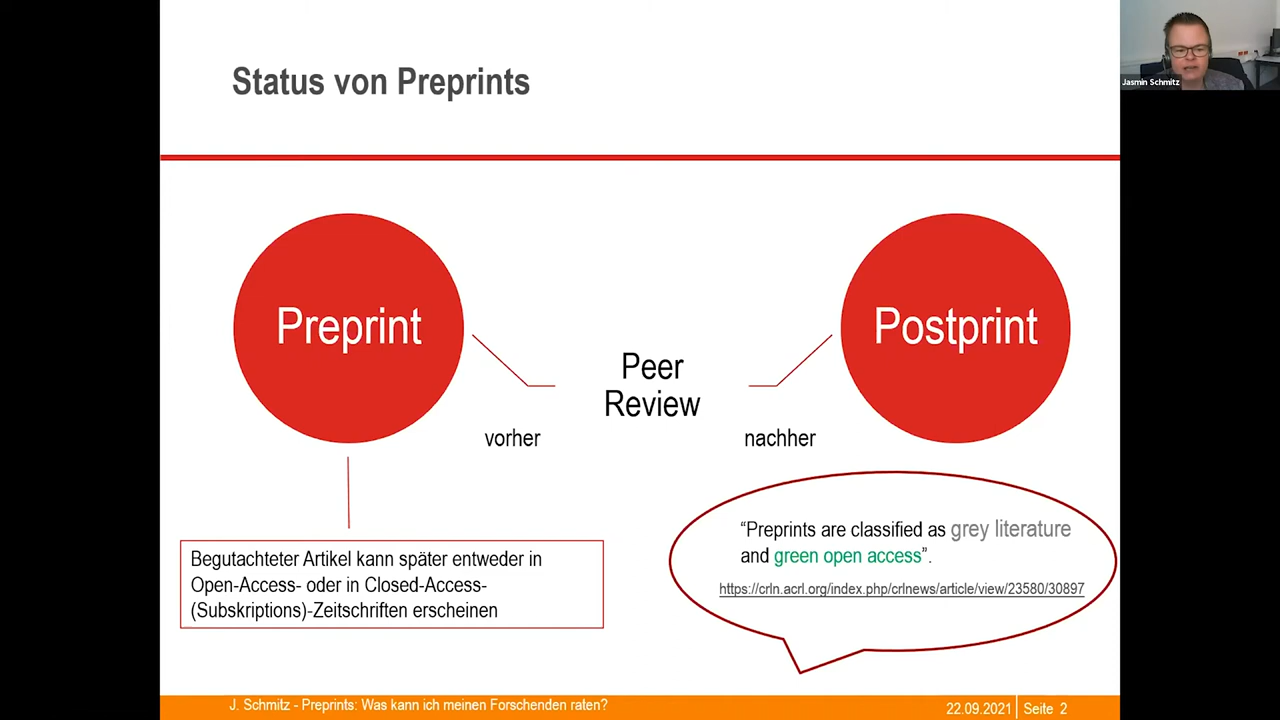 Status von Preprints
Jasmin Schmitz
Preprint
Postprint
Peer
Review
vorher
nachher
Begutachteter Artikel kann später entweder in
Open-Access- oder in Closed-Access-
(Subskriptions)-Zeitschriften erscheinen
“Preprints are classified as grey literature
and green open access”.
https://crln.acrl.org/index.php/crlnews/article/view/23580/30897
J. Schmitz - Preprints: Was kann ich meinen Forschenden raten?
22.09.2021 Seite 2